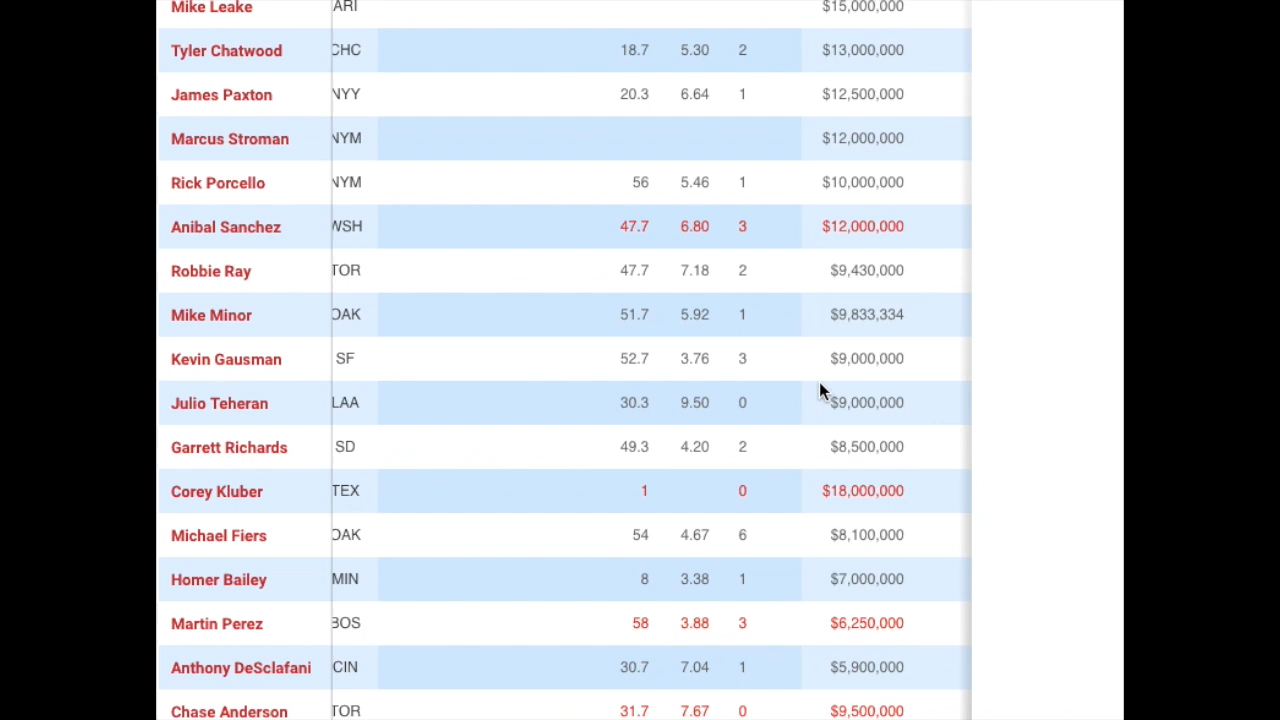 Mike Leake ARI $15,000,000
Tyler Chatwood CHC 18.7 5.30 2 $13,000,000
James Paxton NYY 20.3 6.64 1 $12,500,000
Marcus Stroman NYM $12,000,000
Rick Porcello NYM 56 5.46 1 $10,000,000
Anibal Sanchez WSH 47.7 6.80 3 $12,000,000
Robbie Ray TOR 47.7 7.18 2 $9,430,000
Mike Minor OAK 51.7 5.92 1 $9,833,334
Kevin Gausman SF 52.7 3.76 3 $9,000,000
Julio Teheran LAA 30.3 9.50 0 $9,000,000
Garrett Richards SD 49.3 4.20 2 $8,500,000
Corey Kluber TEX 1 0 $18,000,000
Michael Fiers OAK 54 4.67 6 $8,100,000
Homer Bailey MIN 8 3.38 1 $7,000,000
Martin Perez BOS 58 3.88 3 $6,250,000
Anthony DeSclafani CIN 30.7 7.04 1 $5,900,000
Chase Anderson TOR 31.7 7.67 0 $9,500,000